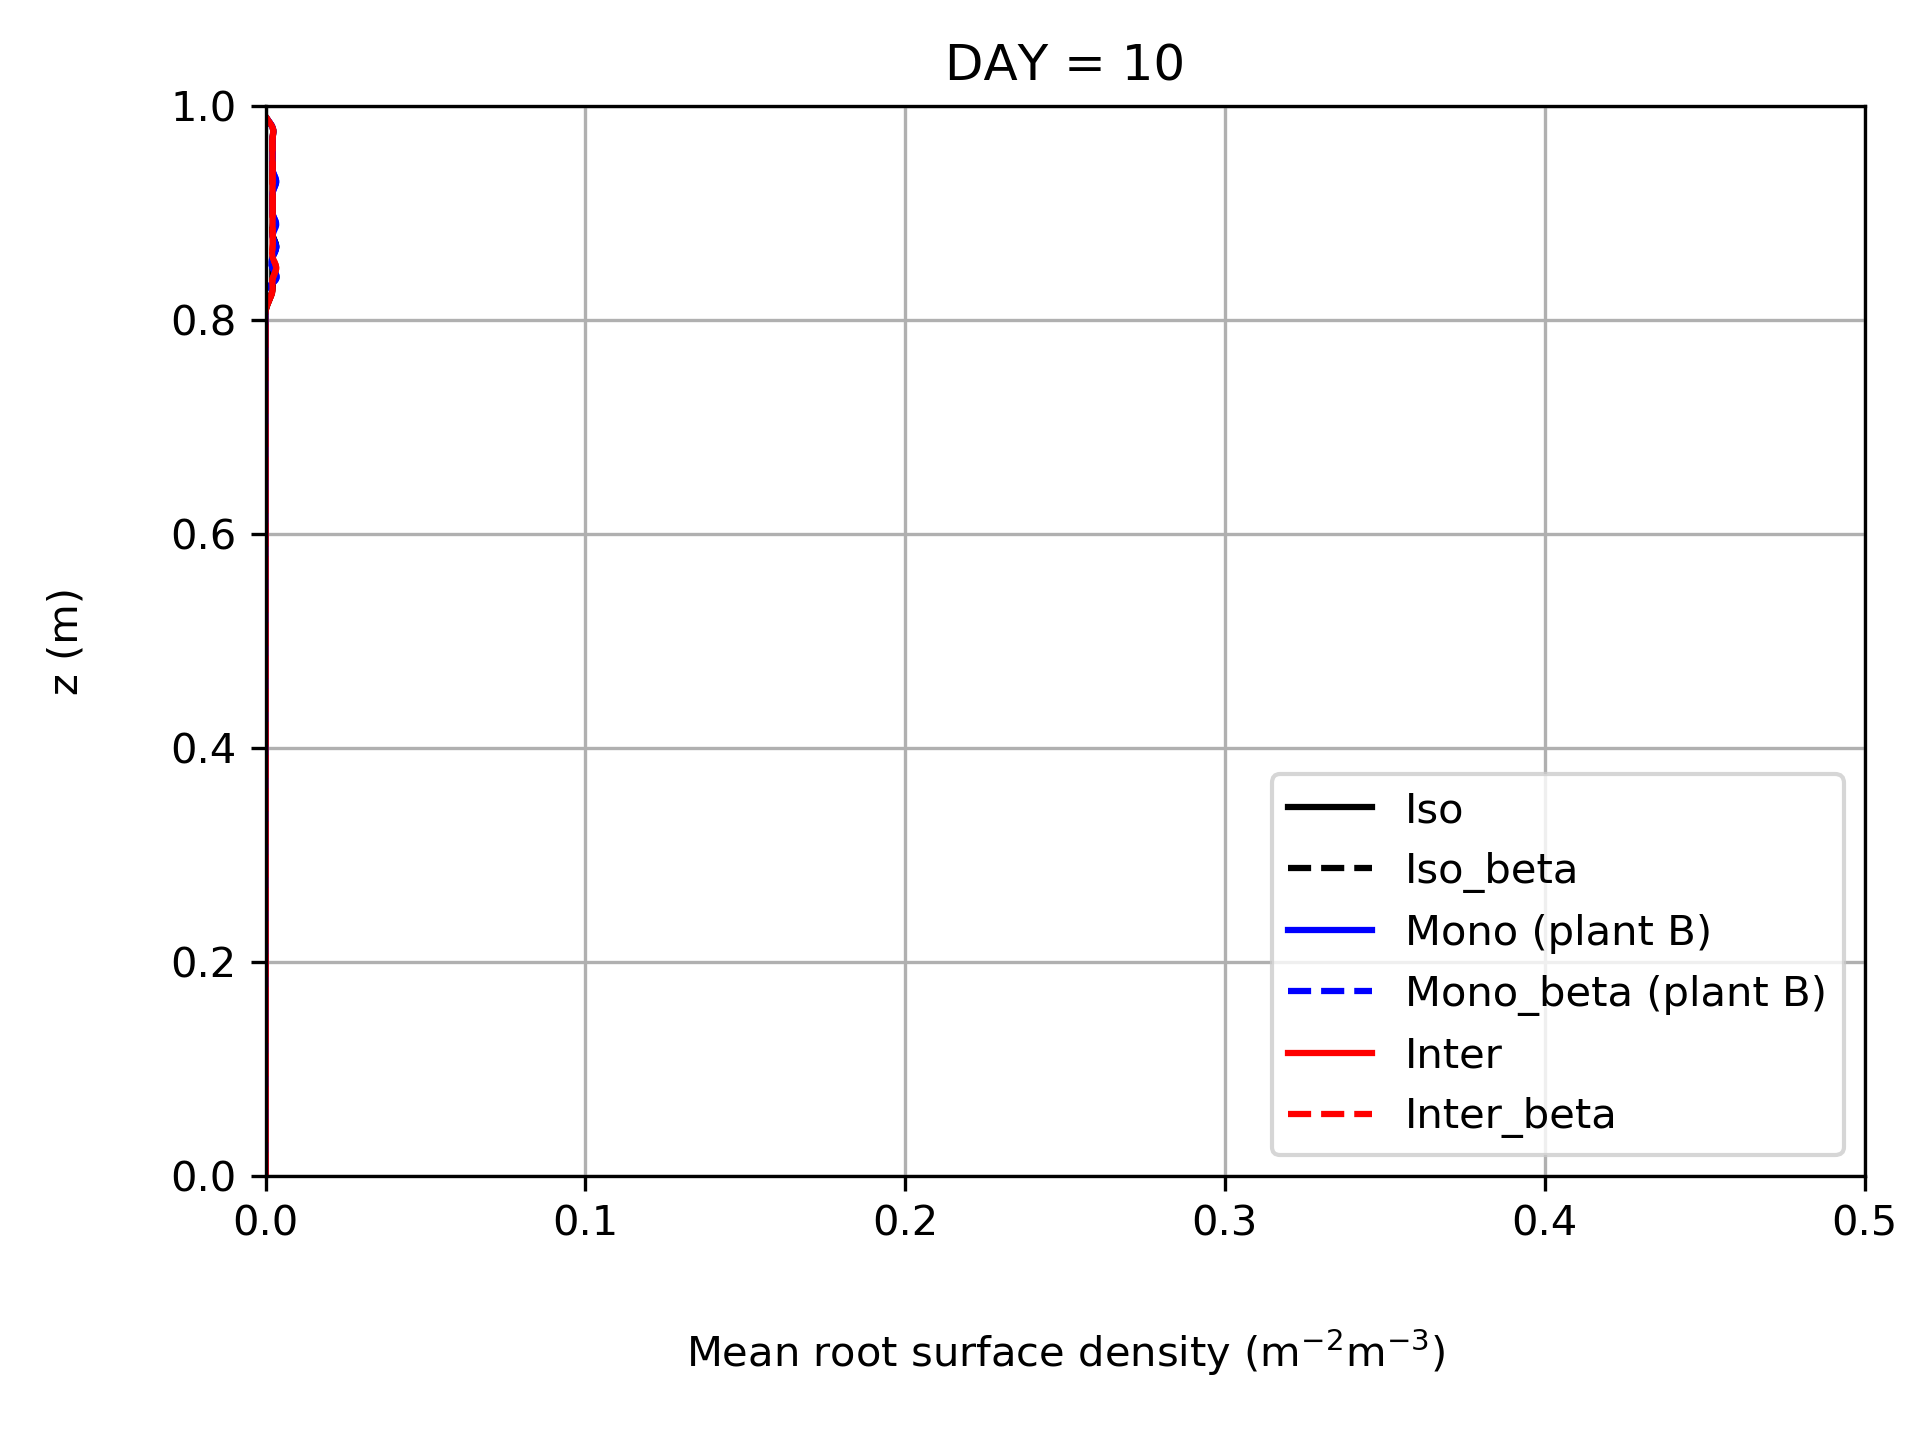 DAY = 10
1.0
0.8
0.6
0.4
0.2
0.0
z (m)
Iso
Iso_beta
Mono (plant B)
Mono_beta (plant B)
Inter
Inter_beta
0.0 0.1 0.2 0.3 0.4 0.5
Mean root surface density (m⁻²m⁻³)